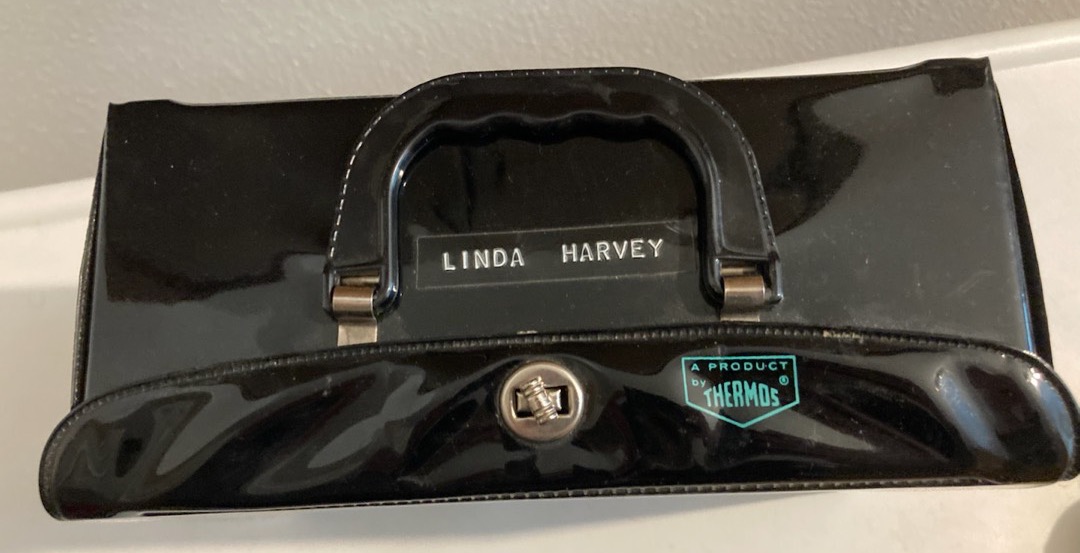 LINDA HARVEY
A PRODUCT
by
THERMOS®